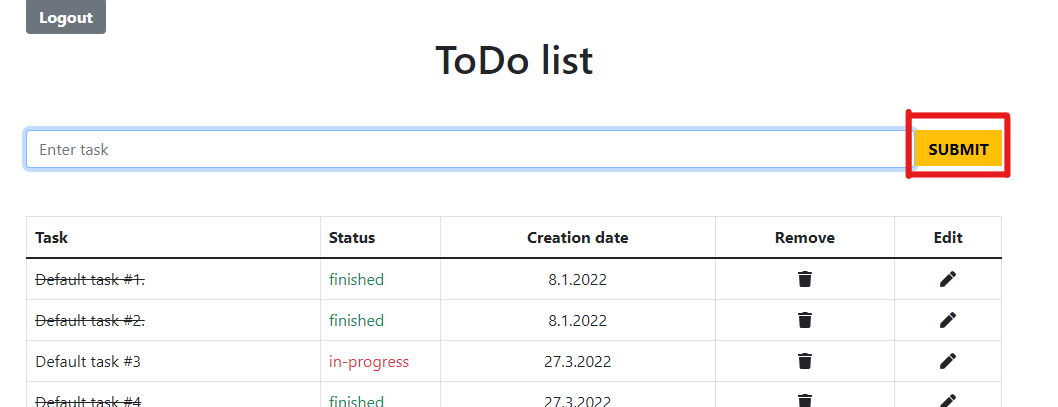 Logout
ToDo list
Enter task SUBMIT
Task Status Creation date Remove Edit
Default task #1. finished 8.1.2022
Default task #2. finished 8.1.2022
Default task #3 in-progress 27.3.2022
Default task #4 finished 27.3.2022